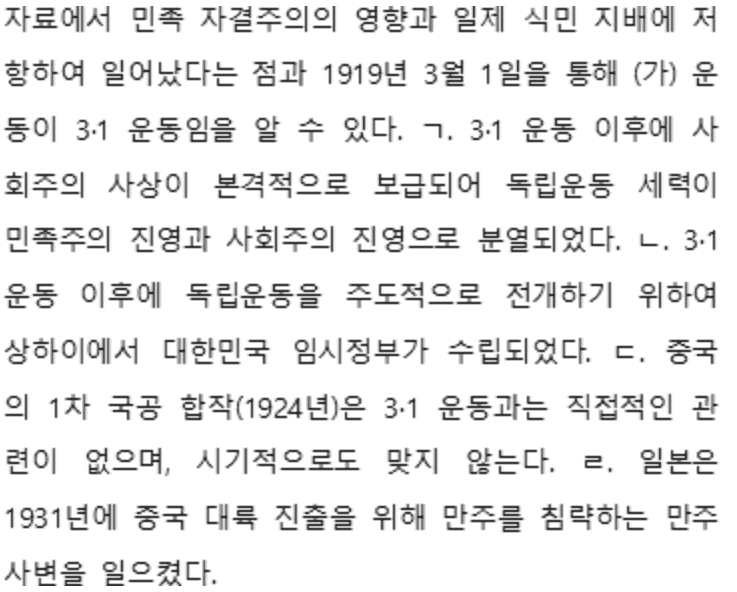 자료에서 민족 자결주의의 영향과 일제 식민 지배에 저
항하여 일어났다는 점과 1919년 3월 1일을 통해 (가) 운
동이 3·1 운동임을 알 수 있다. ㄱ. 3·1 운동 이후에 사
회주의 사상이 본격적으로 보급되어 독립운동 세력이
민족주의 진영과 사회주의 진영으로 분열되었다. ㄴ. 3·1
운동 이후에 독립운동을 주도적으로 전개하기 위하여
상하이에서 대한민국 임시정부가 수립되었다. ㄷ. 중국
의 1차 국공 합작(1924년)은 3·1 운동과는 직접적인 관
련이 없으며, 시기적으로도 맞지 않는다. ㄹ. 일본은
1931년에 중국 대륙 진출을 위해 만주를 침략하는 만주
사변을 일으켰다.